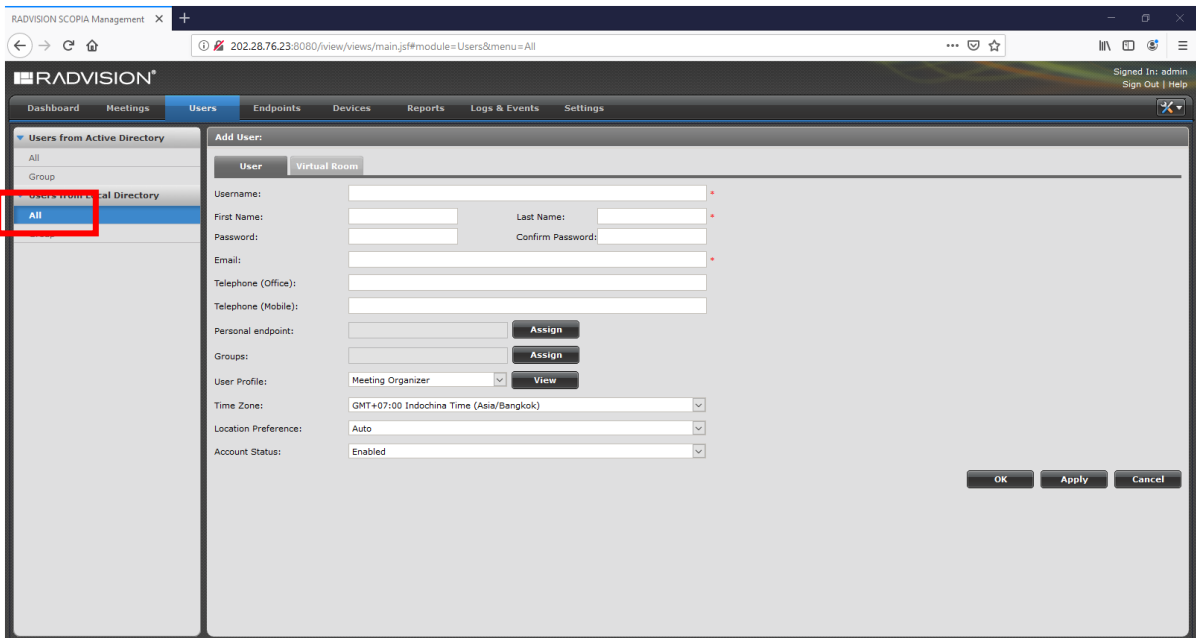 RADVISION SCOPIA Management
202.28.76.23:8080/iview/views/main.jsf#module=Users&menu=All
RADVISION®
Signed In: admin
Sign Out | Help
Dashboard Meetings Users Endpoints Devices Reports Logs & Events Settings
Users from Active Directory
All
Group
Users from Local Directory
All
Add User:
User Virtual Room
Username: *
First Name: Last Name: *
Password: Confirm Password:
Email: *
Telephone (Office):
Telephone (Mobile):
Personal endpoint: Assign
Groups: Assign
User Profile: Meeting Organizer View
Time Zone: GMT+07:00 Indochina Time (Asia/Bangkok)
Location Preference: Auto
Account Status: Enabled
OK Apply Cancel